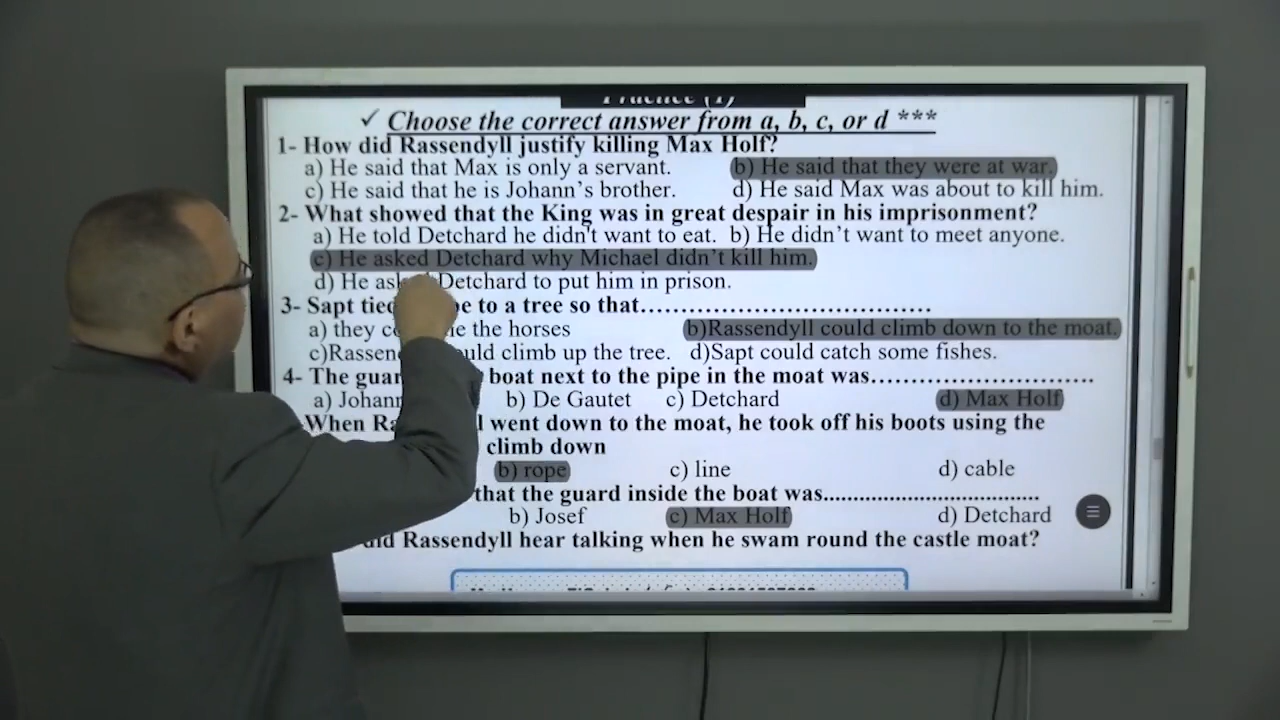 Practice (1)
✓ Choose the correct answer from a, b, c, or d ***
1- How did Rassendyll justify killing Max Holf?
a) He said that Max is only a servant. b) He said that they were at war.
c) He said that he is Johann's brother. d) He said Max was about to kill him.
2- What showed that the King was in great despair in his imprisonment?
a) He told Detchard he didn't want to eat. b) He didn't want to meet anyone.
c) He asked Detchard why Michael didn't kill him.
d) He asked Detchard to put him in prison.
3- Sapt tied to a tree so that……………………………
a) they the horses b)Rassendyll could climb down to the moat.
c)Rassen uld climb up the tree. d)Sapt could catch some fishes.
4- The guar boat next to the pipe in the moat was………………………
a) Johann b) De Gautet c) Detchard d) Max Holf
When Ra went down to the moat, he took off his boots using the
climb down
b) rope c) line d) cable
that the guard inside the boat was.......................................
b) Josef c) Max Holf d) Detchard
did Rassendyll hear talking when he swam round the castle moat?